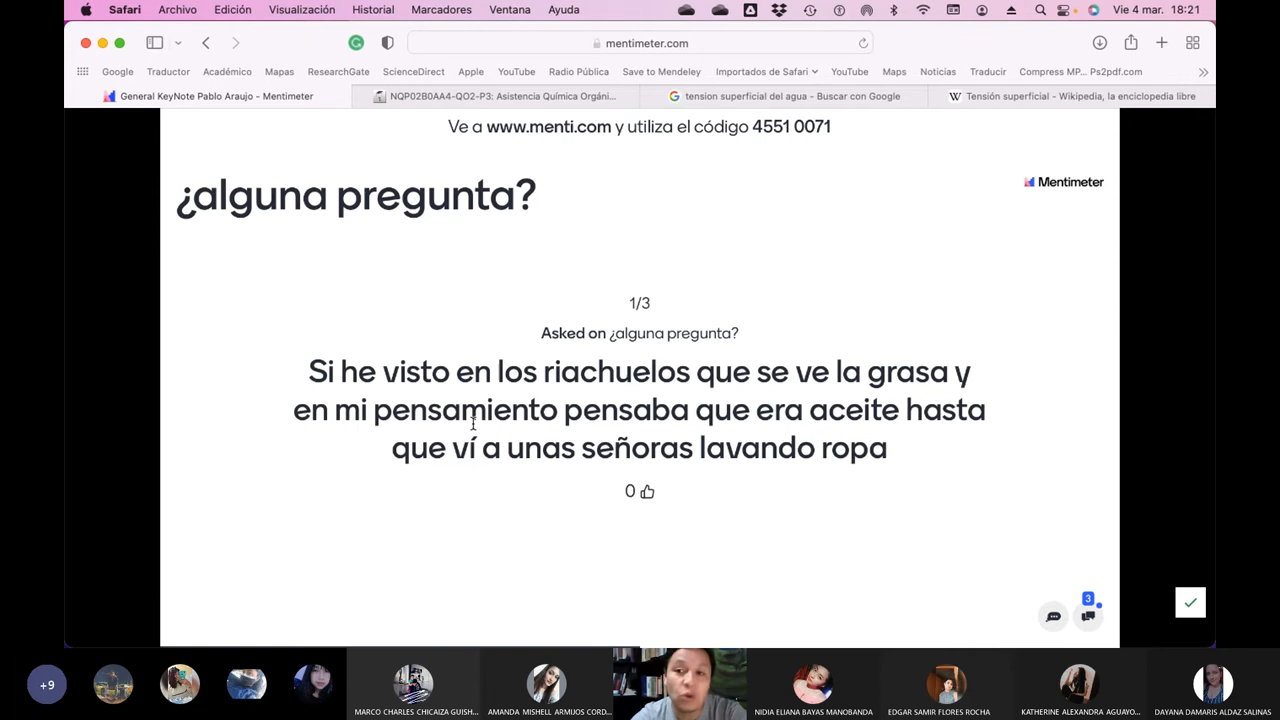 Safari Archivo Edición Visualización Historial Marcadores Ventana Ayuda Vie 4 mar. 18:21
mentimeter.com
Google Traductor Académico Mapas ResearchGate ScienceDirect Apple YouTube Radio Pública Save to Mendeley Importados de Safari YouTube Maps Noticias Traducir Compress MP... Ps2pdf.com
General KeyNote Pablo Araujo - Mentimeter NQP02B0AA4-QO2-P3: Asistencia Química Orgáni... tension superficial del agua - Buscar con Google Tensión superficial - Wikipedia, la enciclopedia libre
Ve a www.menti.com y utiliza el código 4551 0071
¿alguna pregunta?
Mentimeter
1/3
Asked on ¿alguna pregunta?
Si he visto en los riachuelos que se ve la grasa y
en mi pensamiento pensaba que era aceite hasta
que ví a unas señoras lavando ropa
0
3
+9
MARCO CHARLES CHICAIZA GUISH... AMANDA MISHELL ARMIJOS CORD... NIDIA ELIANA BAYAS MANOBANDA EDGAR SAMIR FLORES ROCHA KATHERINE ALEXANDRA AGUAYO... DAYANA DAMARIS ALDAZ SALINAS